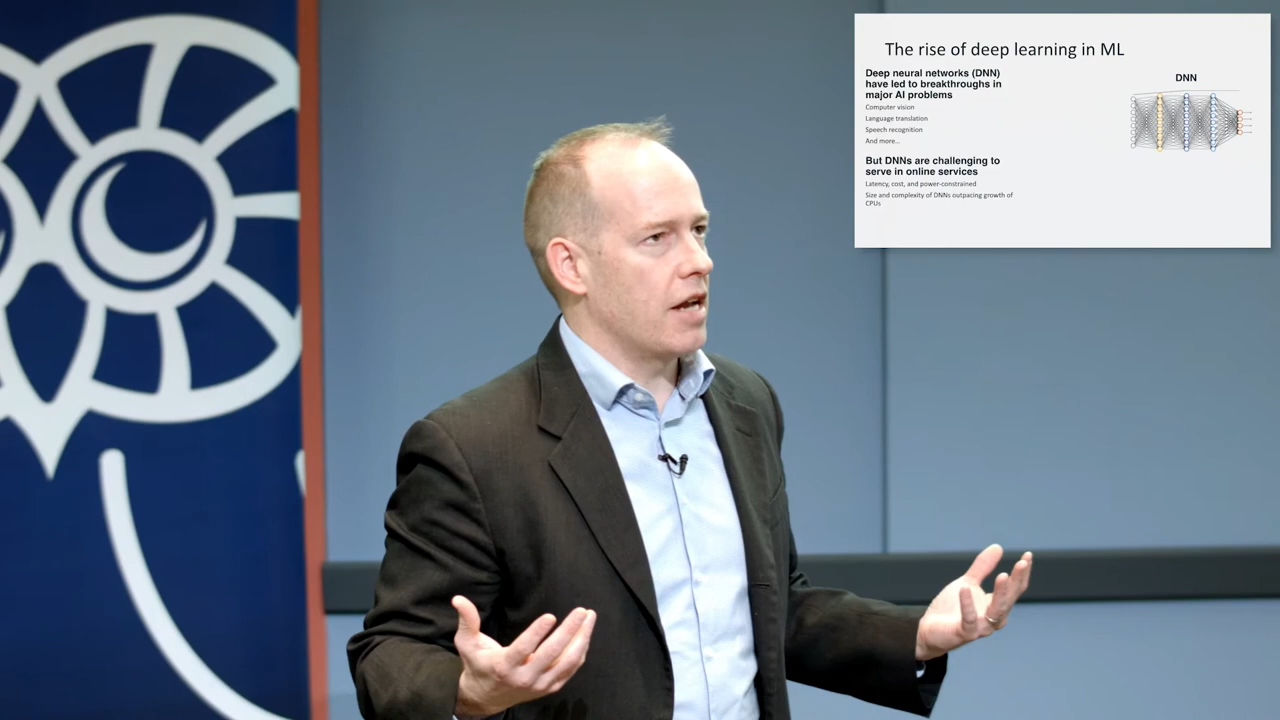 The rise of deep learning in ML
Deep neural networks (DNN)
have led to breakthroughs in
major AI problems
Computer vision
Language translation
Speech recognition
And more...
But DNNs are challenging to
serve in online services
Latency, cost, and power-constrained
Size and complexity of DNNs outpacing growth of
CPUs
DNN